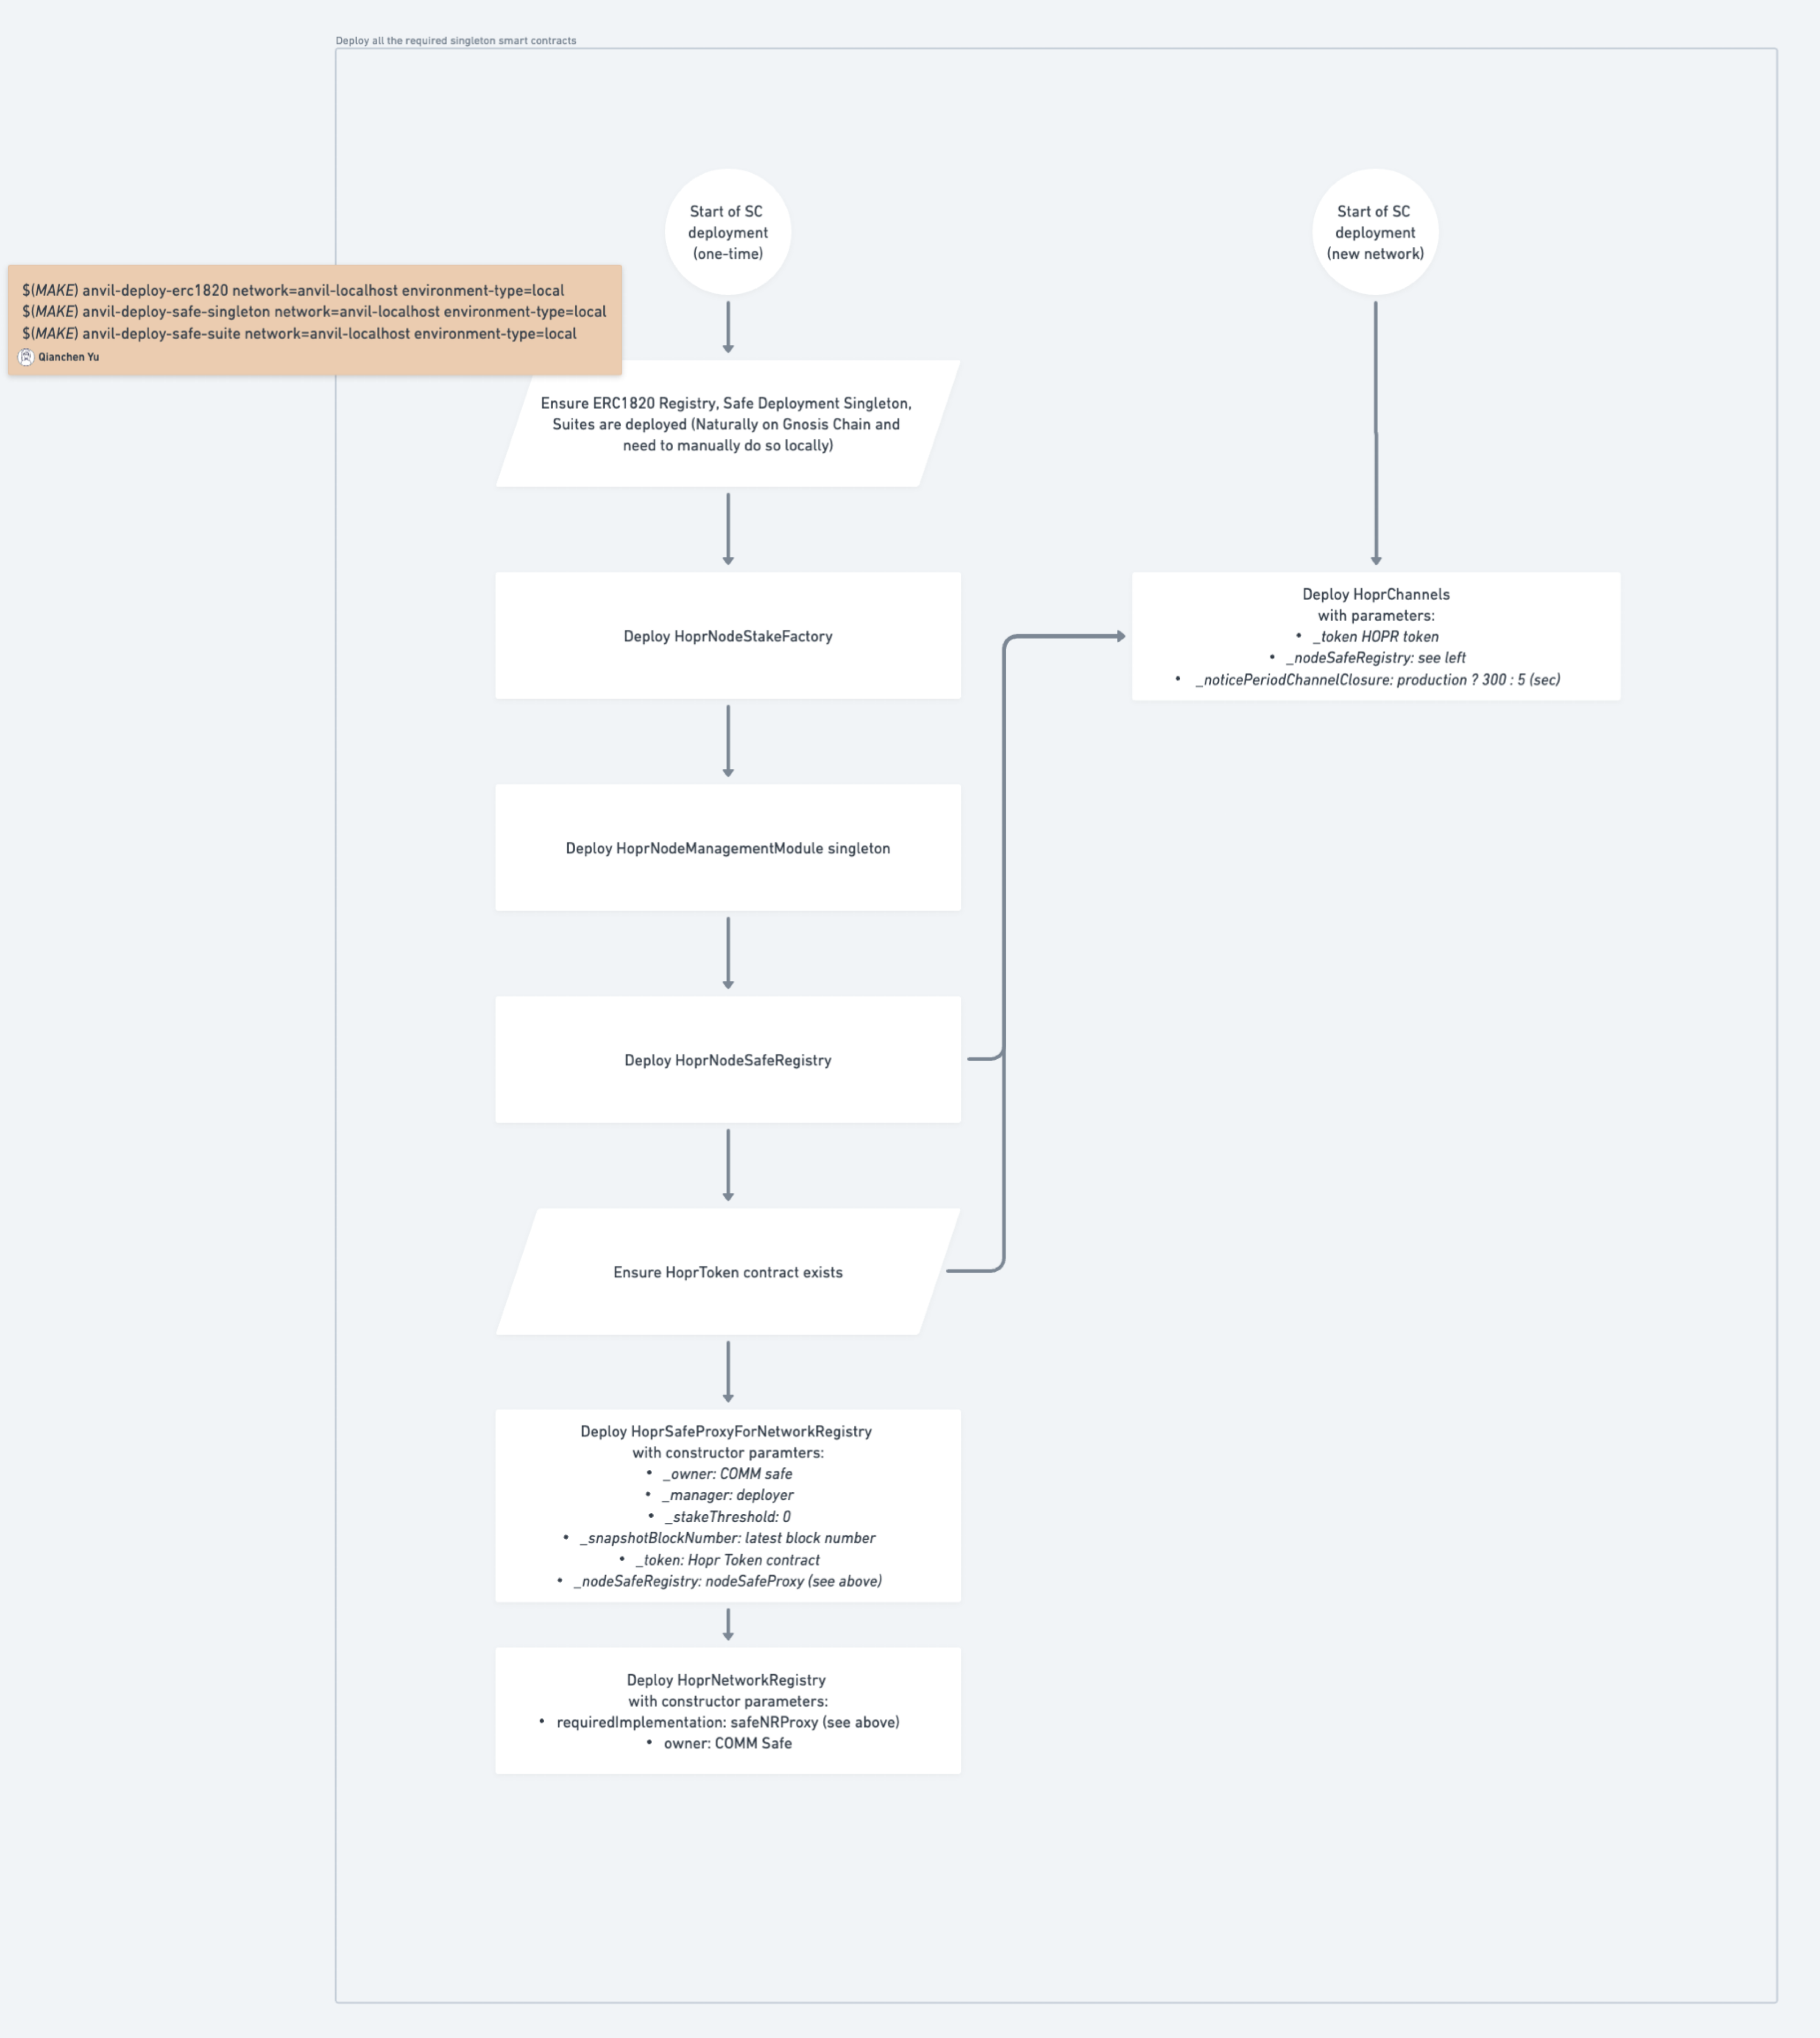 Deploy all the required singleton smart contracts
Start of SC
deployment
(one-time)
Start of SC
deployment
(new network)
$(MAKE) anvil-deploy-erc1820 network=anvil-localhost environment-type=local
$(MAKE) anvil-deploy-safe-singleton network=anvil-localhost environment-type=local
$(MAKE) anvil-deploy-safe-suite network=anvil-localhost environment-type=local
Qianchen Yu
Ensure ERC1820 Registry, Safe Deployment Singleton,
Suites are deployed (Naturally on Gnosis Chain and
need to manually do so locally)
Deploy HoprNodeStakeFactory
Deploy HoprChannels
with parameters:
• _token HOPR token
• _nodeSafeRegistry: see left
• _noticePeriodChannelClosure: production ? 300 : 5 (sec)
Deploy HoprNodeManagementModule singleton
Deploy HoprNodeSafeRegistry
Ensure HoprToken contract exists
Deploy HoprSafeProxyForNetworkRegistry
with constructor paramters:
• _owner: COMM safe
• _manager: deployer
• _stakeThreshold: 0
• _snapshotBlockNumber: latest block number
• _token: Hopr Token contract
• _nodeSafeRegistry: nodeSafeProxy (see above)
Deploy HoprNetworkRegistry
with constructor parameters:
• requiredImplementation: safeNRProxy (see above)
• owner: COMM Safe